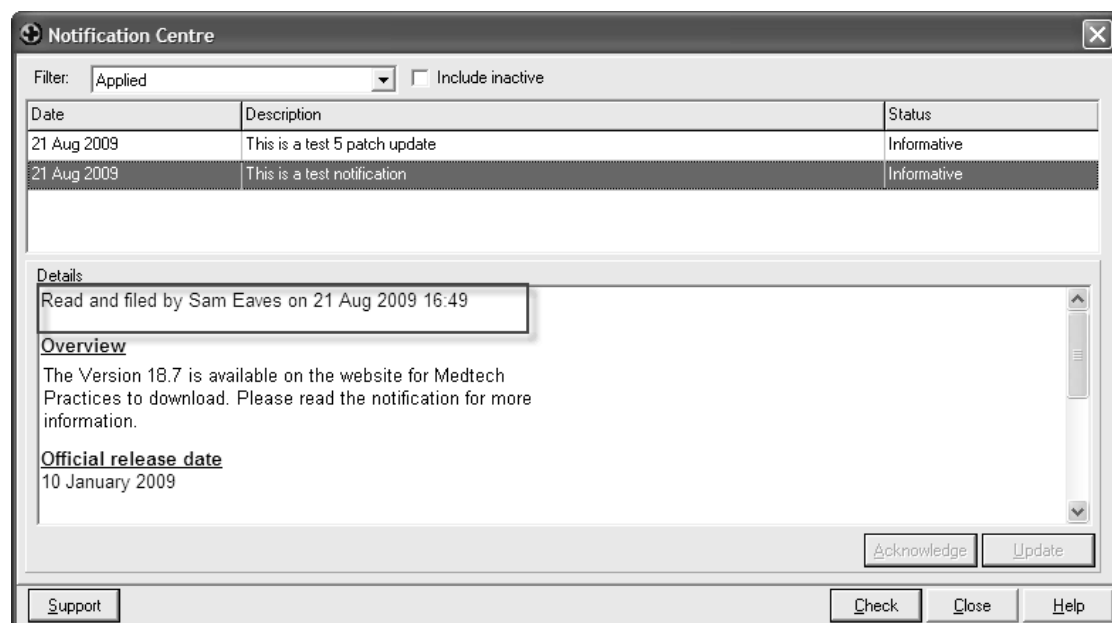 Notification Centre
Filter: Applied Include inactive
Date Description Status
21 Aug 2009 This is a test 5 patch update Informative
21 Aug 2009 This is a test notification Informative
Details
Read and filed by Sam Eaves on 21 Aug 2009 16:49
Overview
The Version 18.7 is available on the website for Medtech
Practices to download. Please read the notification for more
information.
Official release date
10 January 2009
Acknowledge Update
Support Check Close Help